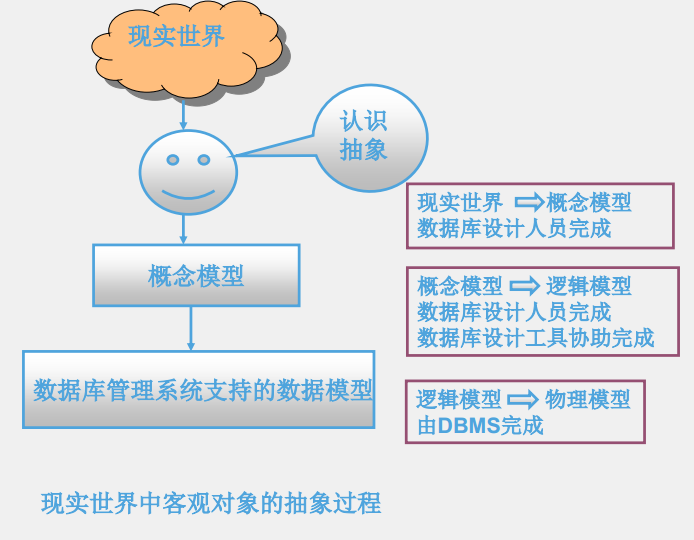 现实世界
认识
抽象
现实世界 ⇨ 概念模型
数据库设计人员完成
概念模型
概念模型 ⇨ 逻辑模型
数据库设计人员完成
数据库设计工具协助完成
数据库管理系统支持的数据模型
逻辑模型 ⇨ 物理模型
由DBMS完成
现实世界中客观对象的抽象过程